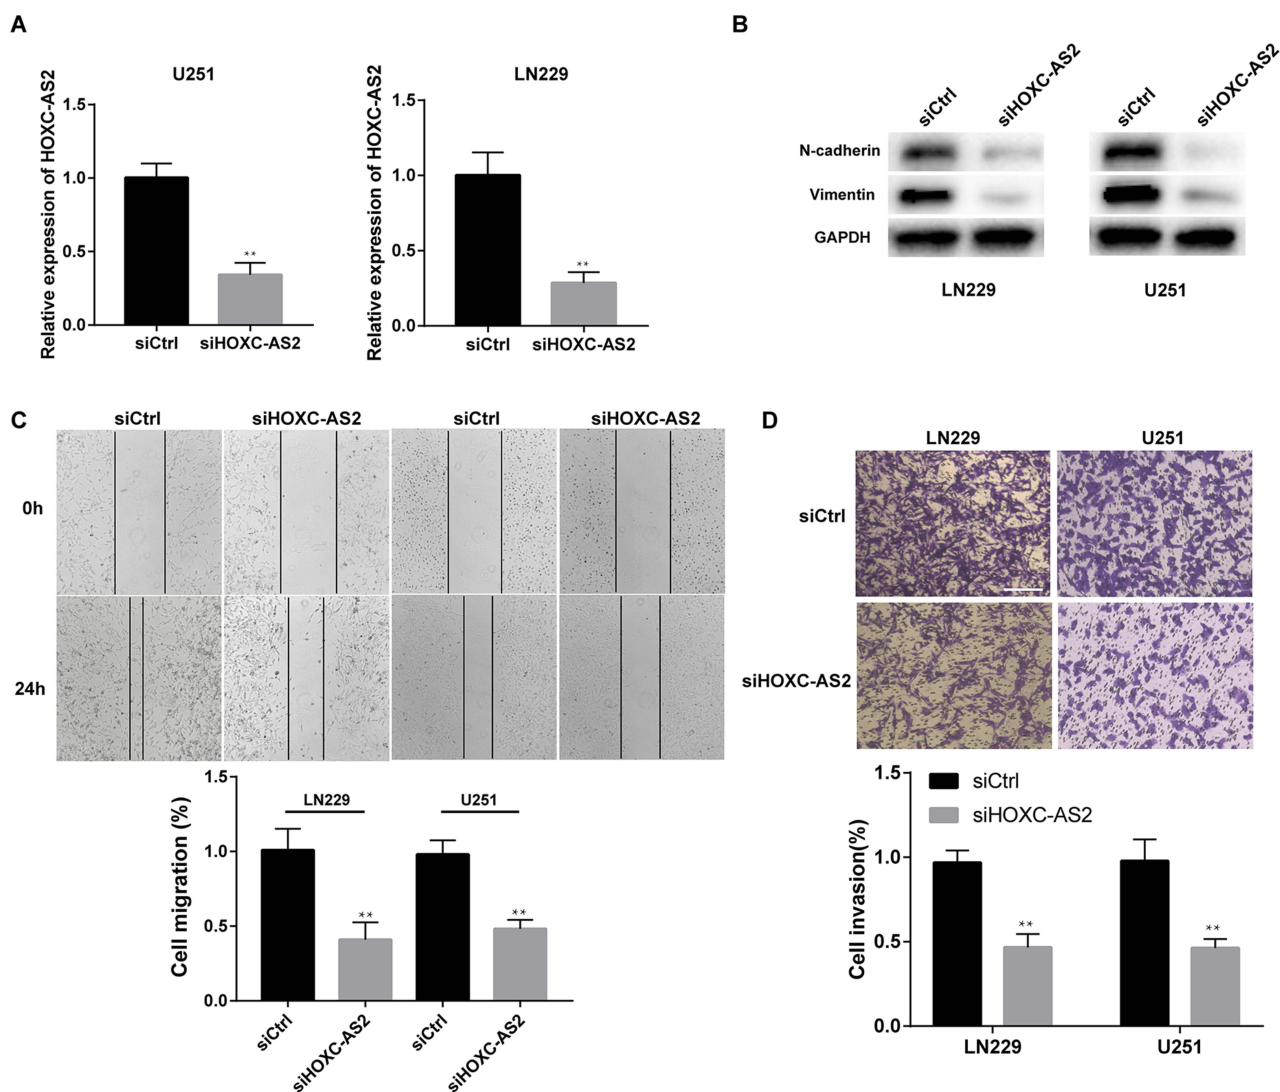 A
U251
Relative expression of HOXC-AS2
1.5
1.0
0.5
0.0
**
siCtrl siHOXC-AS2
LN229
Relative expression of HOXC-AS2
1.5
1.0
0.5
0.0
**
siCtrl siHOXC-AS2
B
siCtrl siHOXC-AS2 siCtrl siHOXC-AS2
N-cadherin
Vimentin
GAPDH
LN229 U251
C
siCtrl siHOXC-AS2 siCtrl siHOXC-AS2
0h
24h
Cell migration (%)
1.5
1.0
0.5
0.0
LN229 U251
** **
siCtrl siHOXC-AS2 siCtrl siHOXC-AS2
D
LN229 U251
siCtrl
siHOXC-AS2
Cell invasion(%)
1.5
1.0
0.5
0.0
siCtrl
siHOXC-AS2
** **
LN229 U251